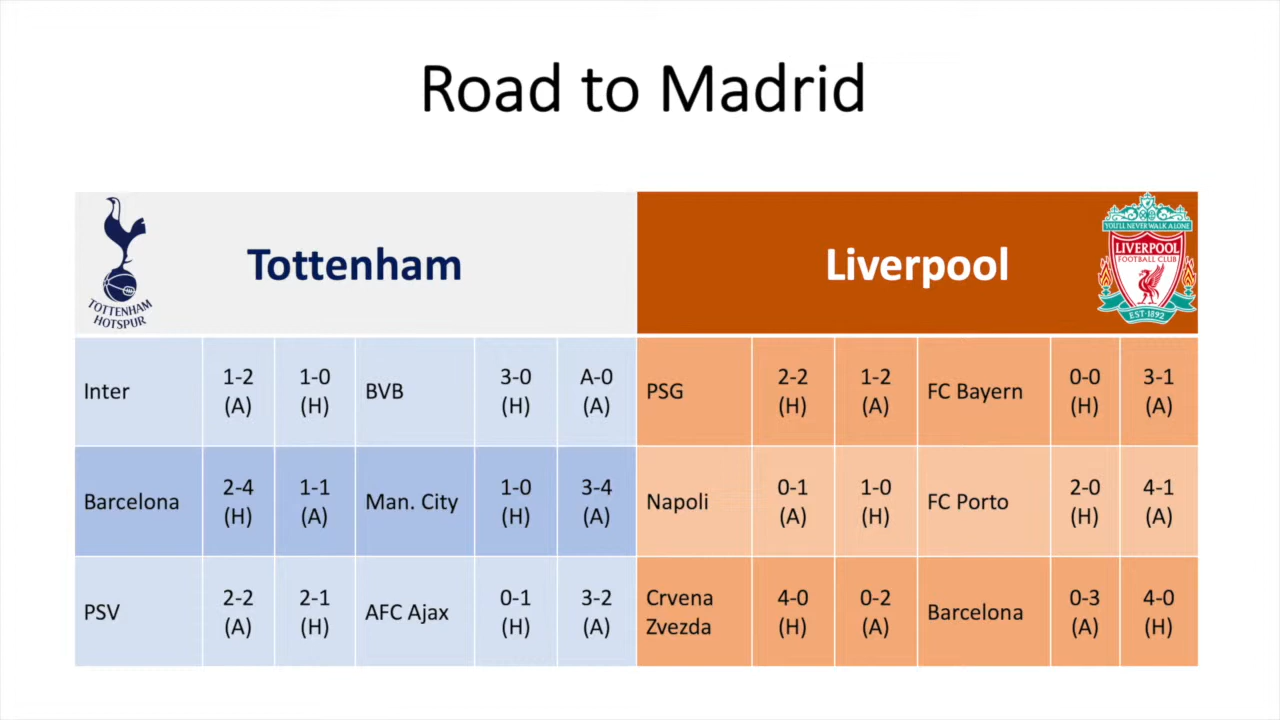 Road to Madrid
TOTTENHAM
HOTSPUR
Tottenham
Liverpool
YOU'LL NEVER WALK ALONE
LIVERPOOL
FOOTBALL CLUB
EST·1892
Inter
1-2
(A)
1-0
(H)
BVB
3-0
(H)
A-0
(A)
PSG
2-2
(H)
1-2
(A)
FC Bayern
0-0
(H)
3-1
(A)
Barcelona
2-4
(H)
1-1
(A)
Man. City
1-0
(H)
3-4
(A)
Napoli
0-1
(A)
1-0
(H)
FC Porto
2-0
(H)
4-1
(A)
PSV
2-2
(A)
2-1
(H)
AFC Ajax
0-1
(H)
3-2
(A)
Crvena
Zvezda
4-0
(H)
0-2
(A)
Barcelona
0-3
(A)
4-0
(H)